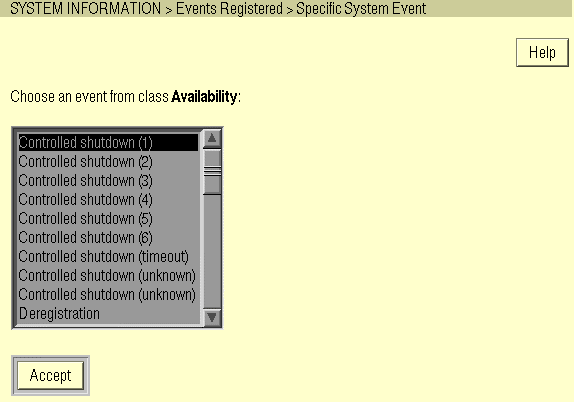 SYSTEM INFORMATION > Events Registered > Specific System Event
Help
Choose an event from class Availability:
Controlled shutdown (1)
Controlled shutdown (2)
Controlled shutdown (3)
Controlled shutdown (4)
Controlled shutdown (5)
Controlled shutdown (6)
Controlled shutdown (timeout)
Controlled shutdown (unknown)
Controlled shutdown (unknown)
Deregistration
Accept